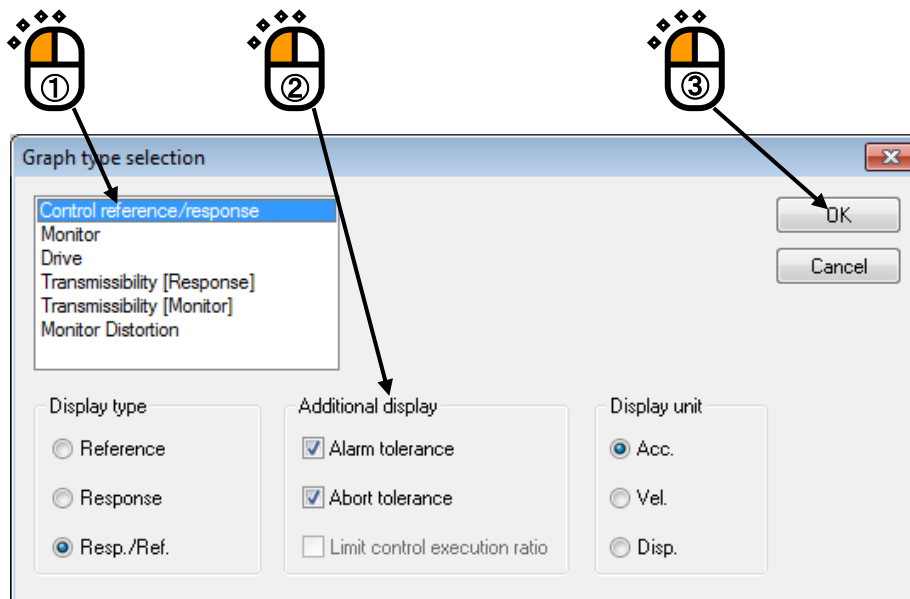 ① ② ③
Graph type selection
Control reference/response
Monitor
Drive
Transmissibility [Response]
Transmissibility [Monitor]
Monitor Distortion
OK
Cancel
Display type
Reference
Response
Resp./Ref.
Additional display
Alarm tolerance
Abort tolerance
Limit control execution ratio
Display unit
Acc.
Vel.
Disp.